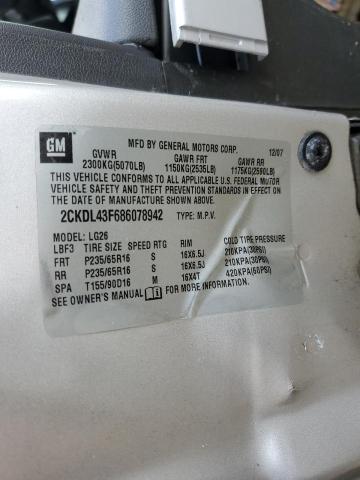 GM
MFD BY GENERAL MOTORS CORP. 12/07
GVWR GAWR FRT GAWR RR
2300KG(5070LB) 1150KG(2535LB) 1175KG(2590LB)
THIS VEHICLE CONFORMS TO ALL APPLICABLE U.S. FEDERAL MOTOR
VEHICLE SAFETY AND THEFT PREVENTION STANDARDS IN EFFECT ON
THE DATE OF MANUFACTURE SHOWN ABOVE.
2CKDL43F686078942 TYPE: M.P.V.
MODEL: LG26
LBF3 TIRE SIZE SPEED RTG RIM COLD TIRE PRESSURE
FRT P235/65R16 S 16X6.5J 210KPA(30PSI)
RR P235/65R16 S 16X6.5J 210KPA(30PSI)
SPA T155/90D16 M 16X4T 420KPA(60PSI)
SEE OWNER'S MANUAL FOR MORE INFORMATION.